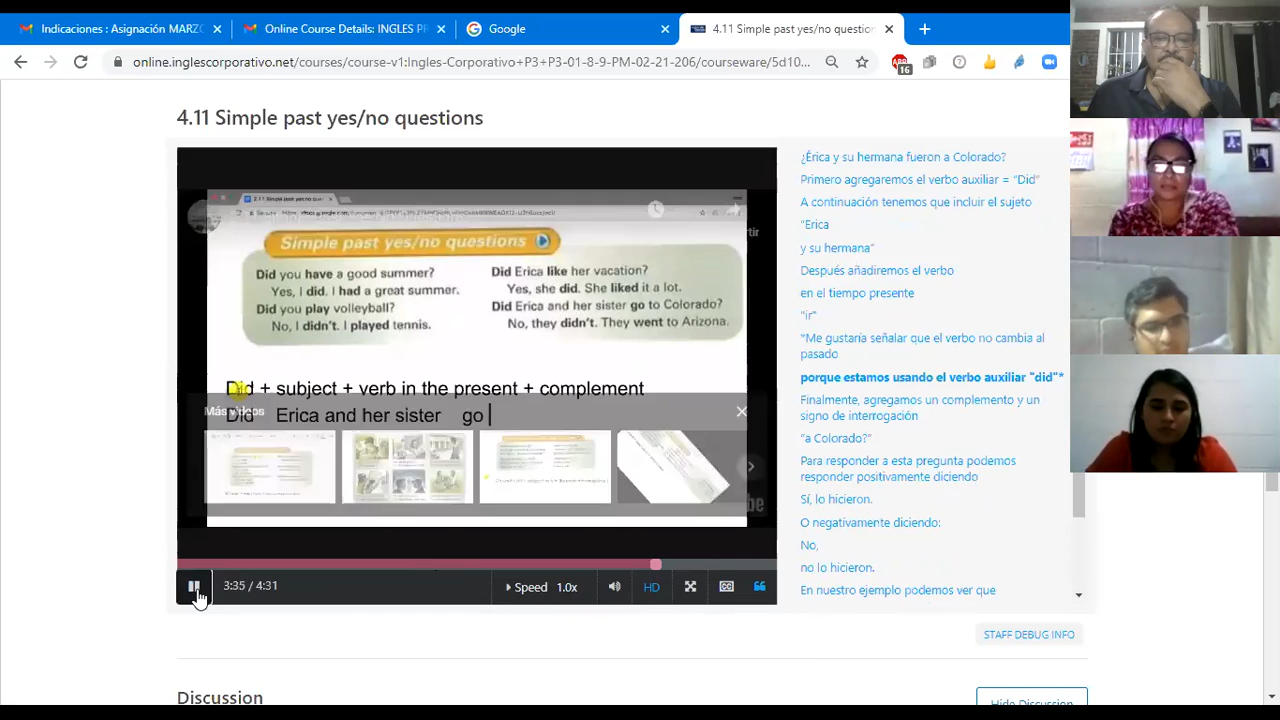 Indicaciones : Asignación MARZO
Online Course Details: INGLES PR
Google
4.11 Simple past yes/no question
online.inglescorporativo.net/courses/course-v1:Ingles-Corporativo+P3+P3-01-8-9-PM-02-21-206/courseware/5d10...
16
4.11 Simple past yes/no questions
Simple past yes/no questions
Did you have a good summer?
Yes, I did. I had a great summer.
Did you play volleyball?
No, I didn't. I played tennis.
Did Erica like her vacation?
Yes, she did. She liked it a lot.
Did Erica and her sister go to Colorado?
No, they didn't. They went to Arizona.
Did + subject + verb in the present + complement
Did Erica and her sister go
Más videos
3:35 / 4:31
Speed 1.0x
HD
¿Érica y su hermana fueron a Colorado?
Primero agregaremos el verbo auxiliar = "Did"
A continuación tenemos que incluir el sujeto
"Erica
y su hermana"
Después añadiremos el verbo
en el tiempo presente
"ir"
*Me gustaría señalar que el verbo no cambia al
pasado
porque estamos usando el verbo auxiliar "did"*
Finalmente, agregamos un complemento y un
signo de interrogación
"a Colorado?"
Para responder a esta pregunta podemos
responder positivamente diciendo
Sí, lo hicieron.
O negativamente diciendo:
No,
no lo hicieron.
En nuestro ejemplo podemos ver que
STAFF DEBUG INFO
Discussion
Hide Discussion